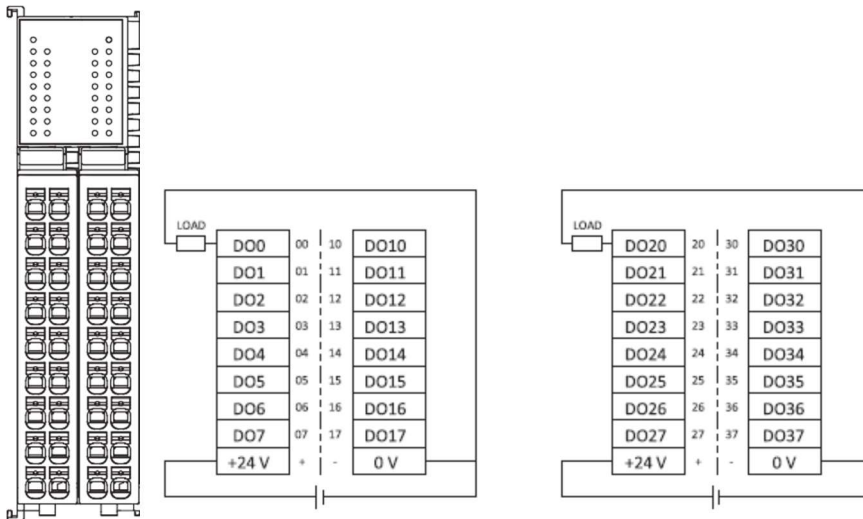 LOAD LOAD
DO0 00 10 DO10 DO20 20 30 DO30
DO1 01 11 DO11 DO21 21 31 DO31
DO2 02 12 DO12 DO22 22 32 DO32
DO3 03 13 DO13 DO23 23 33 DO33
DO4 04 14 DO14 DO24 24 34 DO34
DO5 05 15 DO15 DO25 25 35 DO35
DO6 06 16 DO16 DO26 26 36 DO36
DO7 07 17 DO17 DO27 27 37 DO37
+24 V + - 0 V +24 V + - 0 V